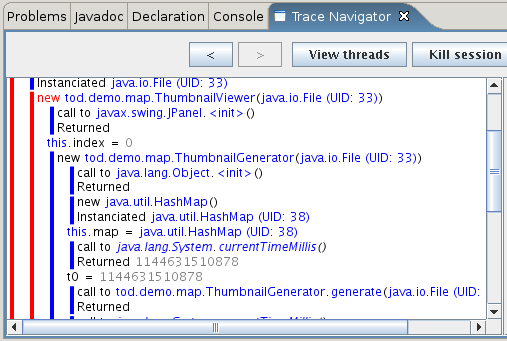 Problems Javadoc Declaration Console Trace Navigator
< > View threads Kill session
Instanciated java.io.File (UID: 33)
new tod.demo.map.ThumbnailViewer(java.io.File (UID: 33))
call to javax.swing.JPanel.<init>()
Returned
this.index = 0
new tod.demo.map.ThumbnailGenerator(java.io.File (UID: 33))
call to java.lang.Object.<init>()
Returned
new java.util.HashMap()
Instanciated java.util.HashMap (UID: 38)
this.map = java.util.HashMap (UID: 38)
call to java.lang.System.currentTimeMillis()
Returned 1144631510878
t0 = 1144631510878
call to tod.demo.map.ThumbnailGenerator.generate(java.io.File (UID:
Returned